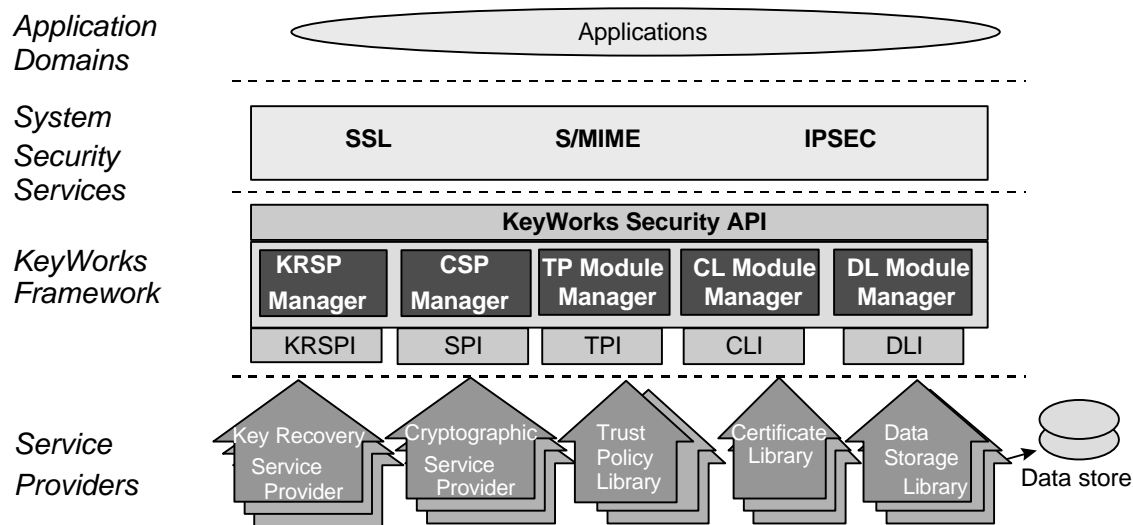 Application
Domains
Applications
System
Security
Services
SSL S/MIME IPSEC
KeyWorks Security API
KeyWorks
Framework
KRSP
Manager
CSP
Manager
TP Module
Manager
CL Module
Manager
DL Module
Manager
KRSPI SPI TPI CLI DLI
Service
Providers
Key Recovery
Service
Provider
Cryptographic
Service
Provider
Trust
Policy
Library
Certificate
Library
Data
Storage
Library
Data store